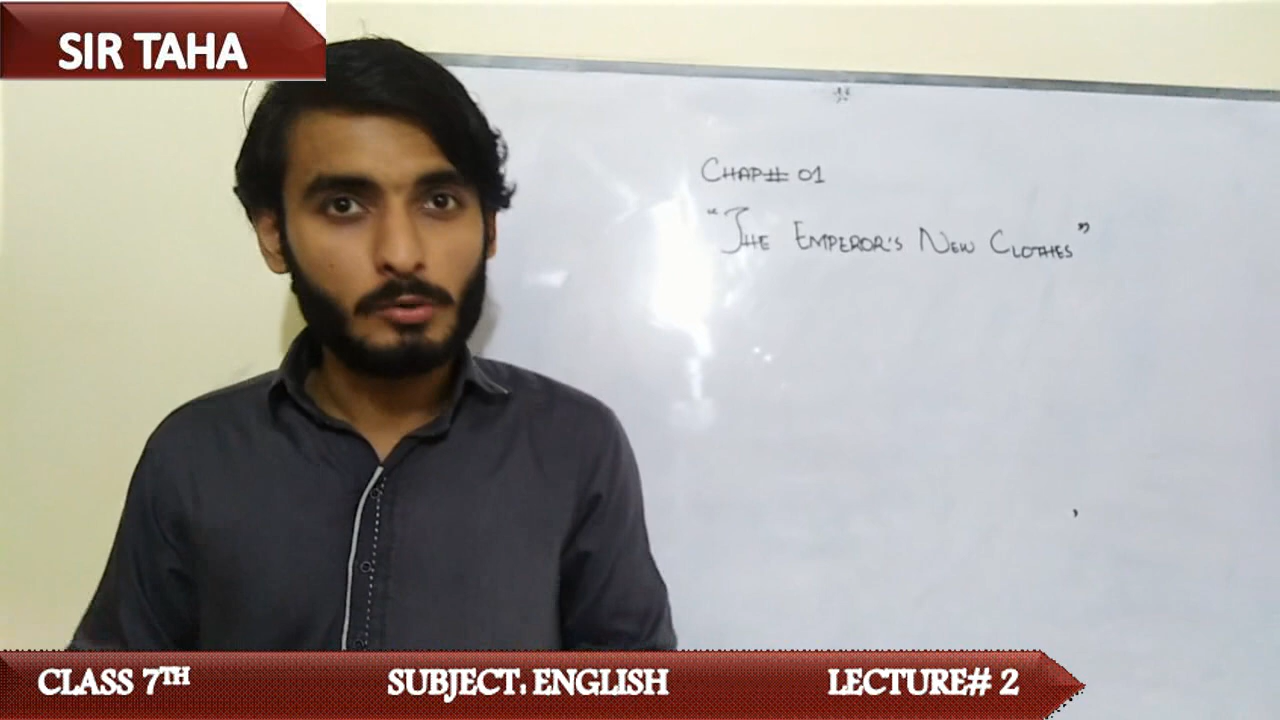 SIR TAHA
CHAP# 01
"THE EMPEROR'S NEW CLOTHES"
CLASS 7TH SUBJECT: ENGLISH LECTURE# 2